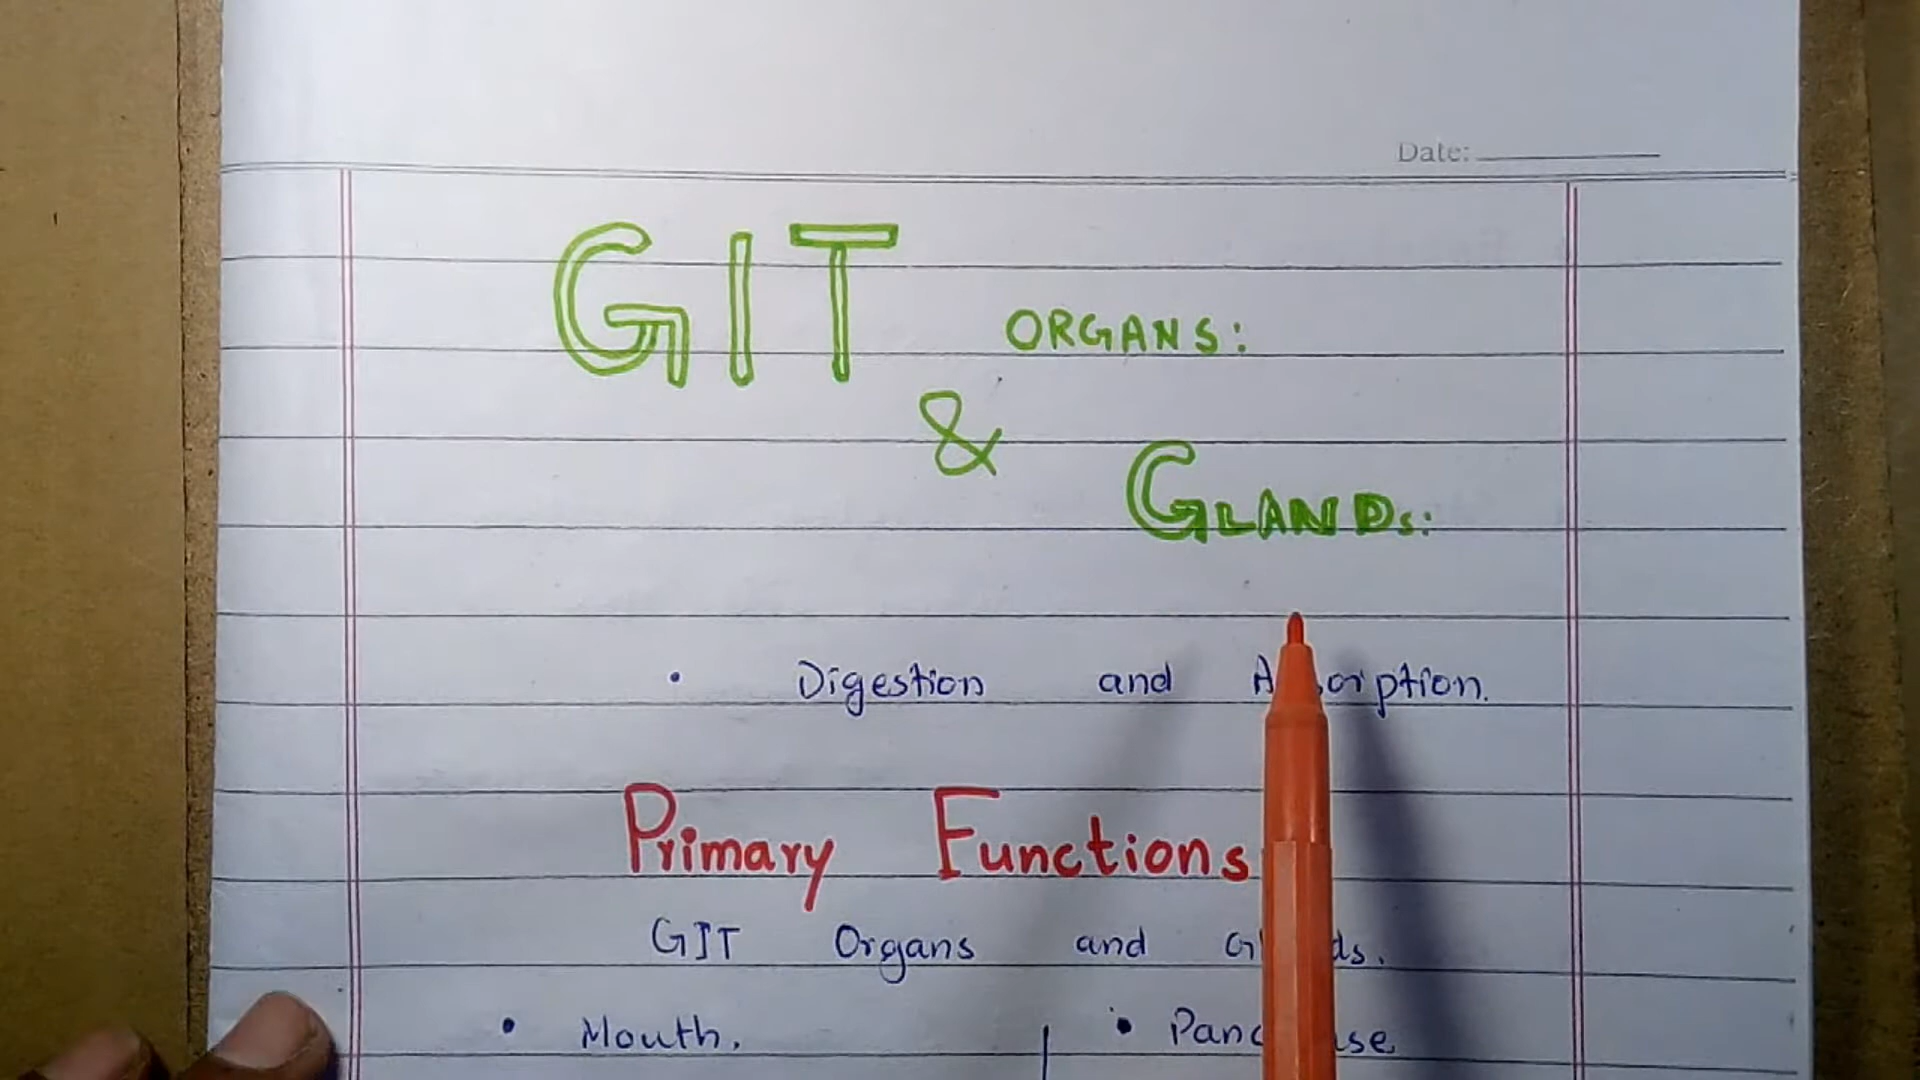 Date:
GIT ORGANS:
&
GLANDs:
• Digestion and
Primary Functions
GIT Organs and
• Mouth.
•